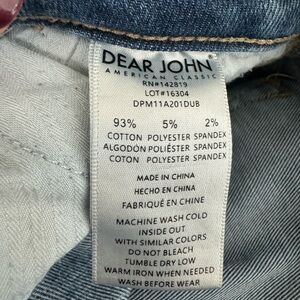 DEAR JOHN
AMERICAN CLASSIC
RN#142819
LOT#16304
DPM11A201DUB
93% 5% 2%
COTTON POLYESTER SPANDEX
ALGODÓN POLIÉSTER SPANDEX
COTON POLYESTER SPANDEX
MADE IN CHINA
HECHO EN CHINA
FABRIQUÉ EN CHINE
MACHINE WASH COLD
INSIDE OUT
WITH SIMILAR COLORS
DO NOT BLEACH
TUMBLE DRY LOW
WARM IRON WHEN NEEDED
WASH BEFORE WEAR